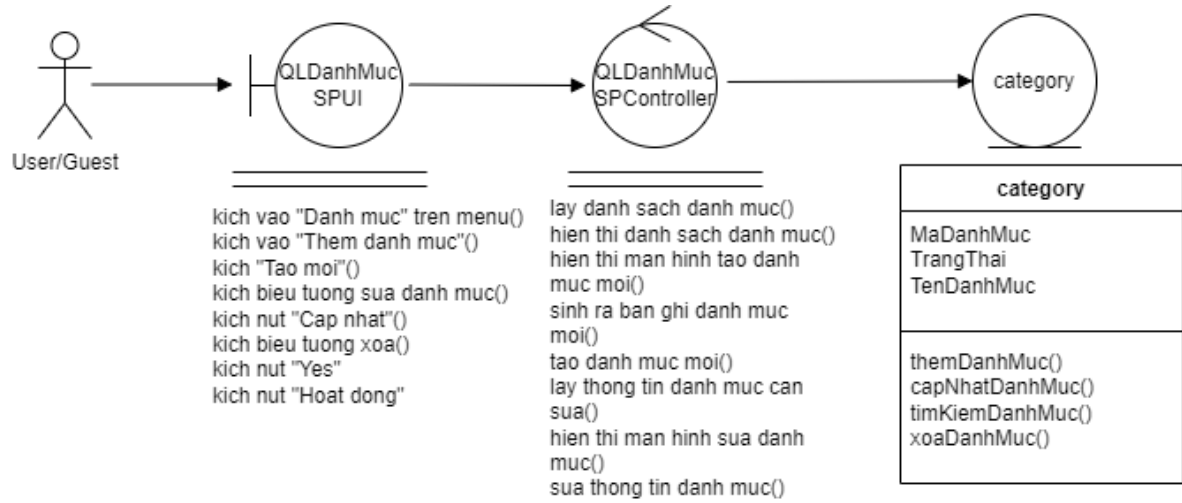 QLDanhMuc
SPUI
QLDanhMuc
SPController
category
User/Guest
kich vao "Danh muc" tren menu()
kich vao "Them danh muc"()
kich "Tao moi"()
kich bieu tuong sua danh muc()
kich nut "Cap nhat"()
kich bieu tuong xoa()
kich nut "Yes"
kich nut "Hoat dong"
lay danh sach danh muc()
hien thi danh sach danh muc()
hien thi man hinh tao danh
muc moi()
sinh ra ban ghi danh muc
moi()
tao danh muc moi()
lay thong tin danh muc can
sua()
hien thi man hinh sua danh
muc()
sua thong tin danh muc()
category
MaDanhMuc
TrangThai
TenDanhMuc
themDanhMuc()
capNhatDanhMuc()
timKiemDanhMuc()
xoaDanhMuc()